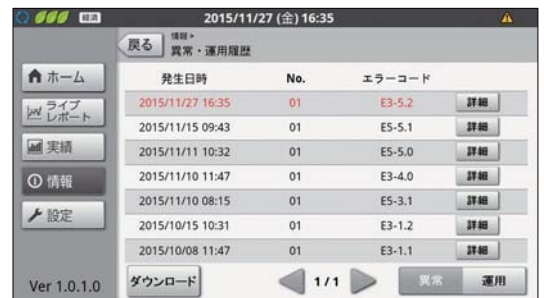 経済
2015/11/27 (金) 16:35
戻る
情報>
異常・運用履歴
ホーム
ライブ
レポート
実績
情報
設定
Ver 1.0.1.0
発生日時 No. エラーコード
2015/11/27 16:35 01 E3-5.2 詳細
2015/11/15 09:43 01 E5-5.1 詳細
2015/11/11 10:32 01 E5-5.0 詳細
2015/11/10 11:47 01 E3-4.0 詳細
2015/11/10 08:15 01 E5-3.1 詳細
2015/10/15 10:31 01 E3-1.2 詳細
2015/10/08 11:47 01 E3-1.1 詳細
ダウンロード 1/1 異常 運用